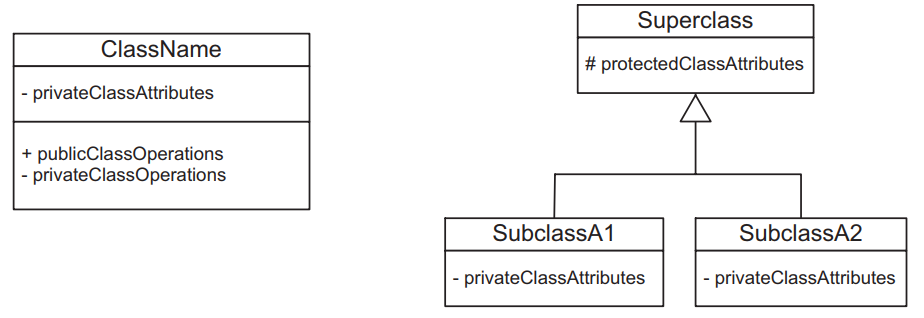 ClassName
- privateClassAttributes
+ publicClassOperations
- privateClassOperations
Superclass
# protectedClassAttributes
SubclassA1
- privateClassAttributes
SubclassA2
- privateClassAttributes